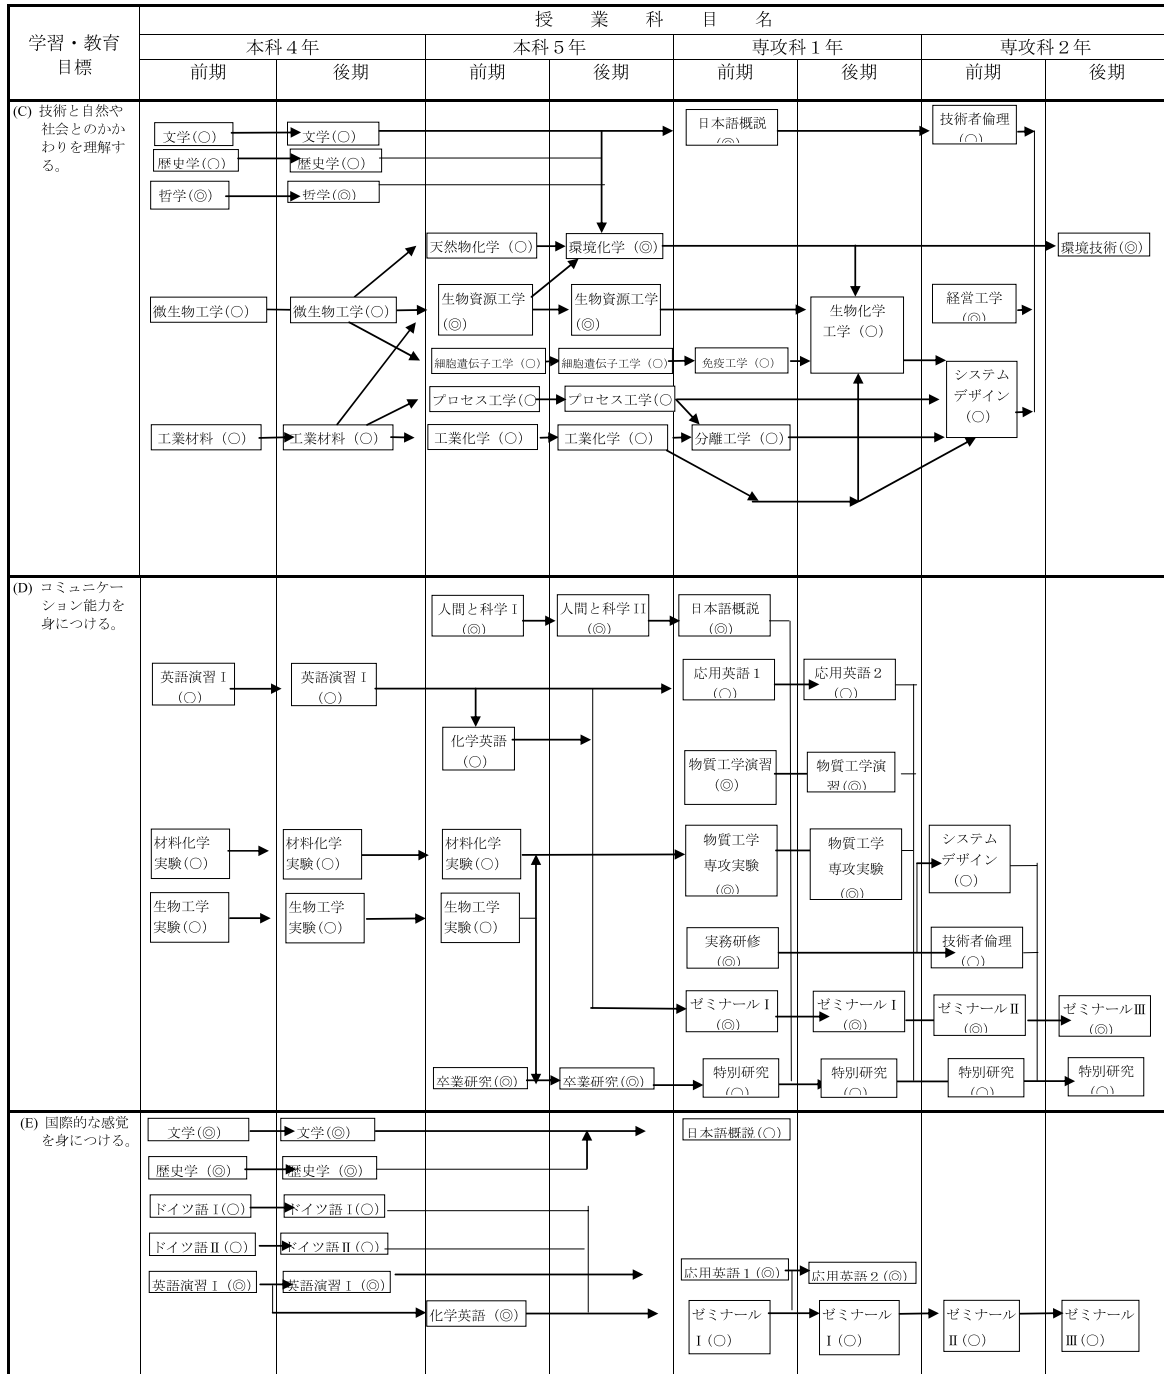 授 業 科 目 名
学習・教育
目標
本科４年 本科５年 専攻科１年 専攻科２年
前期 後期 前期 後期 前期 後期 前期 後期
(C) 技術と自然や
社会とのかか
わりを理解す
る。
文学(○) 文学(○) 日本語概説 技術者倫理
(◎) (○)
歴史学(○) 歴史学(○)
哲学(◎) 哲学(◎)
天然物化学（○） 環境化学（◎） 環境技術(◎)
微生物工学(○) 微生物工学(○) 生物資源工学 生物資源工学 生物化学 経営工学
(◎) (◎) 工学（○） (◎)
細胞遺伝子工学（○） 細胞遺伝子工学（○） 免疫工学（○）
システム
デザイン
(○)
プロセス工学(○ プロセス工学(○
工業材料（○） 工業材料（○） 工業化学（○） 工業化学（○） 分離工学（○）
(D) コミュニケー
ション能力を
身につける。
人間と科学Ⅰ 人間と科学ⅠⅠ 日本語概説
(◎) (◎) (◎)
英語演習Ⅰ 英語演習Ⅰ 応用英語１ 応用英語２
(○) (○) (○) (○)
化学英語
(○)
物質工学演習 物質工学演
(◎) 習(◎)
材料化学 材料化学 材料化学 物質工学 物質工学 システム
実験(○) 実験(○) 実験(○) 専攻実験 専攻実験 デザイン
(◎) (◎) (○)
生物工学 生物工学 生物工学
実験(○) 実験(○) 実験(○)
実務研修 技術者倫理
(◎) (○)
ゼミナールⅠ ゼミナールⅠ ゼミナールⅡ ゼミナールⅢ
(◎) (◎) (◎) (◎)
卒業研究(◎) 卒業研究(◎) 特別研究 特別研究 特別研究 特別研究
(○) (○) (○) (○)
(E) 国際的な感覚
を身につける。
文学(◎) 文学(◎) 日本語概説(○)
歴史学（◎） 歴史学（◎）
ドイツ語Ⅰ(○) ドイツ語Ⅰ(○)
ドイツ語Ⅱ(○) ドイツ語Ⅱ(○)
英語演習Ⅰ（◎） 英語演習Ⅰ（◎） 応用英語１(◎) 応用英語２(◎)
化学英語（◎） ゼミナール ゼミナール ゼミナール ゼミナール
Ⅰ(○) Ⅰ(○) Ⅱ(○) Ⅲ(○)